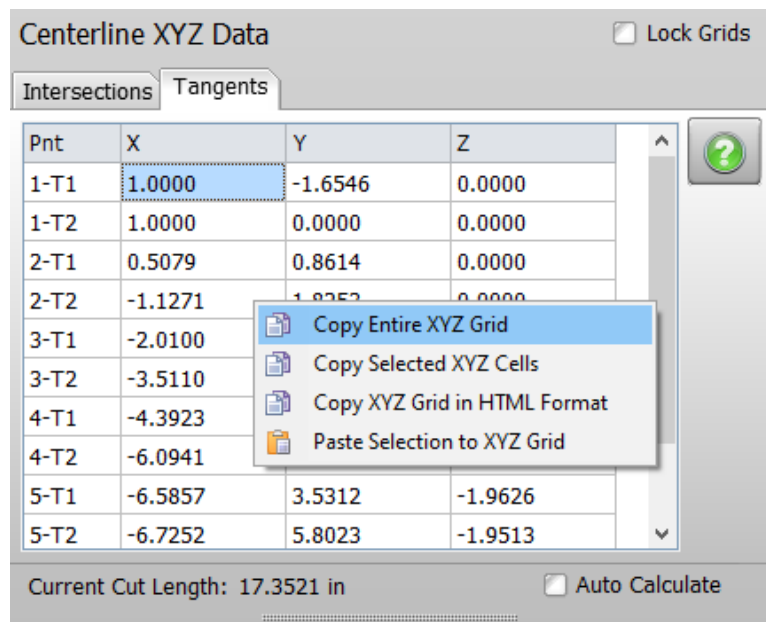 Centerline XYZ Data
Lock Grids
Intersections Tangents
Pnt X Y Z
1-T1 1.0000 -1.6546 0.0000
1-T2 1.0000 0.0000 0.0000
2-T1 0.5079 0.8614 0.0000
2-T2 -1.1271
3-T1 -2.0100
3-T2 -3.5110
4-T1 -4.3923
4-T2 -6.0941
Copy Entire XYZ Grid
Copy Selected XYZ Cells
Copy XYZ Grid in HTML Format
Paste Selection to XYZ Grid
5-T1 -6.5857 3.5312 -1.9626
5-T2 -6.7252 5.8023 -1.9513
Current Cut Length: 17.3521 in
Auto Calculate